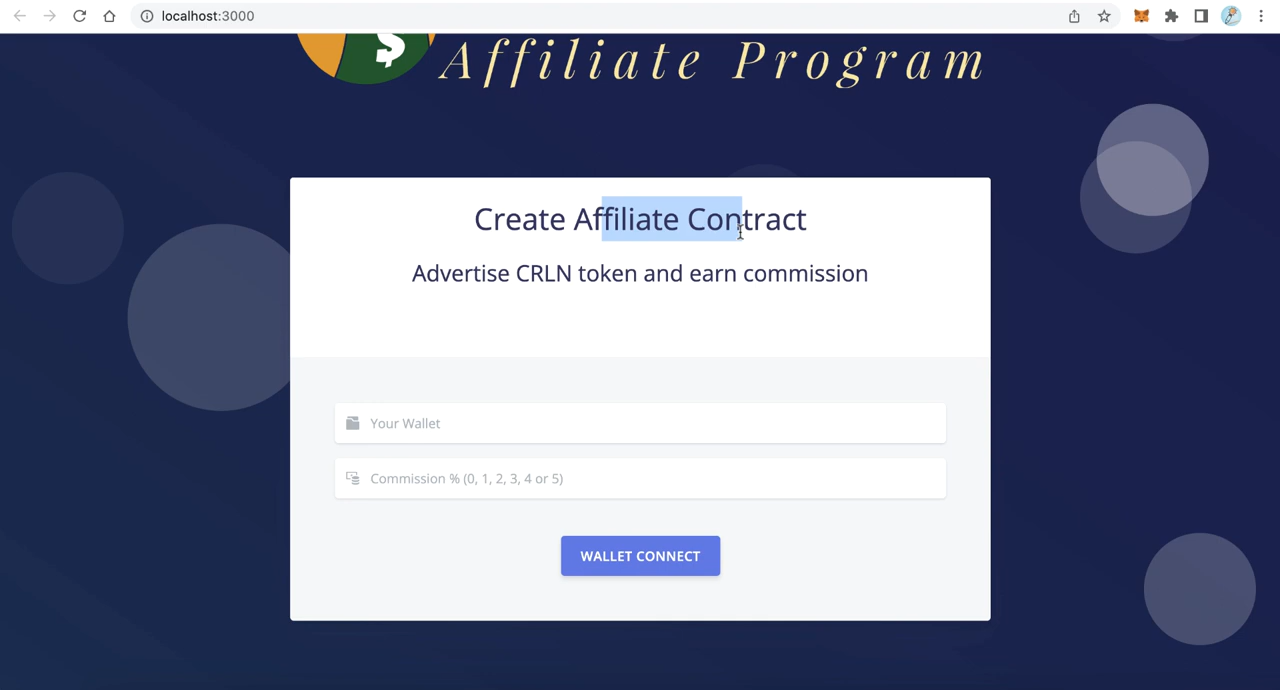 localhost:3000
$ Affiliate Program
Create Affiliate Contract
Advertise CRLN token and earn commission
Your Wallet
Commission % (0, 1, 2, 3, 4 or 5)
WALLET CONNECT